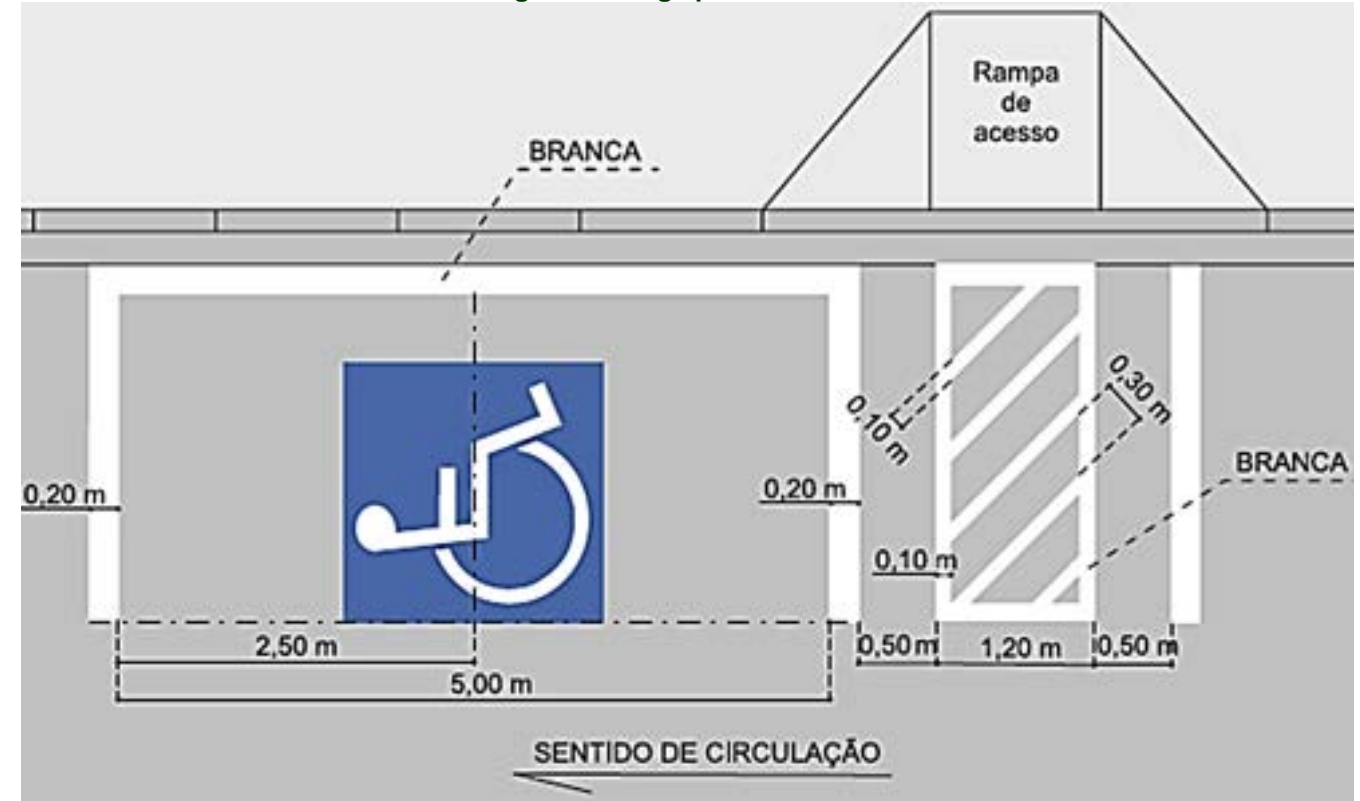 Rampa
de
acesso
BRANCA
0,10 m
0,30 m
BRANCA
0,20 m
0,20 m
0,10 m
2,50 m
0,50 m
1,20 m
0,50 m
5,00 m
SENTIDO DE CIRCULAÇÃO